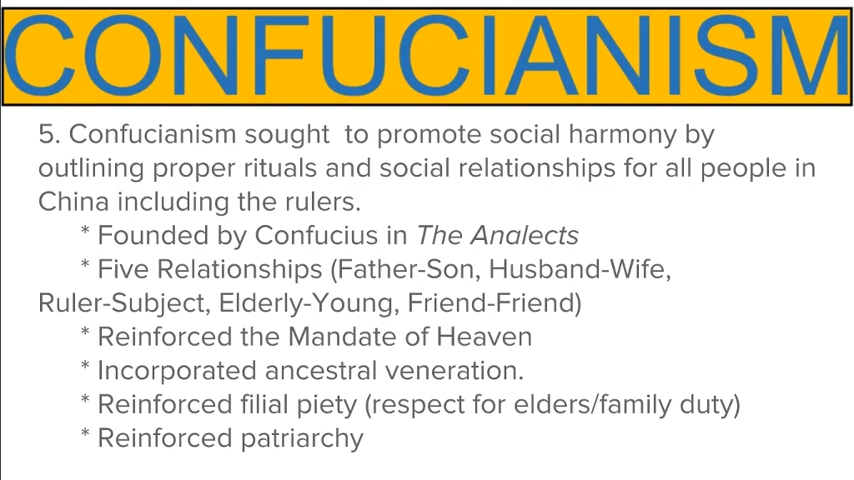 CONFUCIANISM
5. Confucianism sought  to promote social harmony by
outlining proper rituals and social relationships for all people in
China including the rulers.
* Founded by Confucius in The Analects
* Five Relationships (Father-Son, Husband-Wife,
Ruler-Subject, Elderly-Young, Friend-Friend)
* Reinforced the Mandate of Heaven
* Incorporated ancestral veneration.
* Reinforced filial piety (respect for elders/family duty)
* Reinforced patriarchy